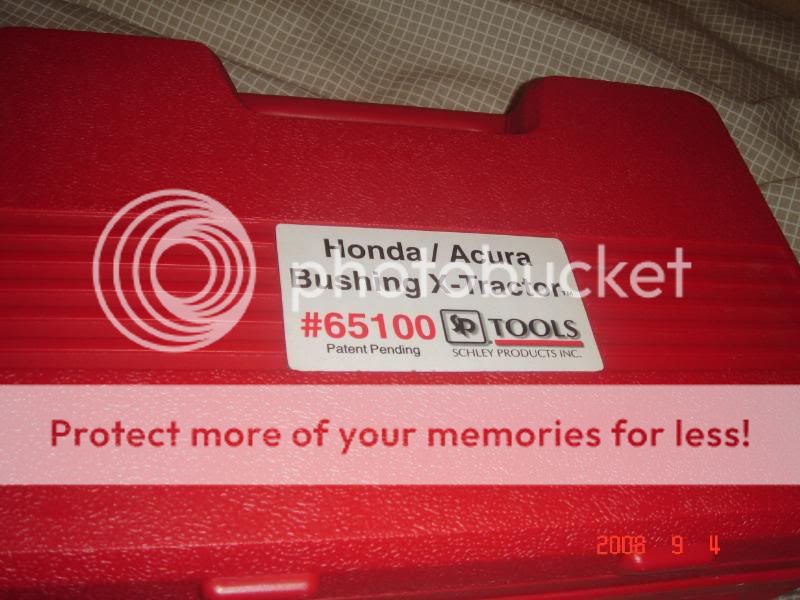 Honda / Acura
Bushing X-Tractor™
#65100 SP TOOLS
Patent Pending SCHLEY PRODUCTS INC.
photobucket
Protect more of your memories for less!
2008 9 4